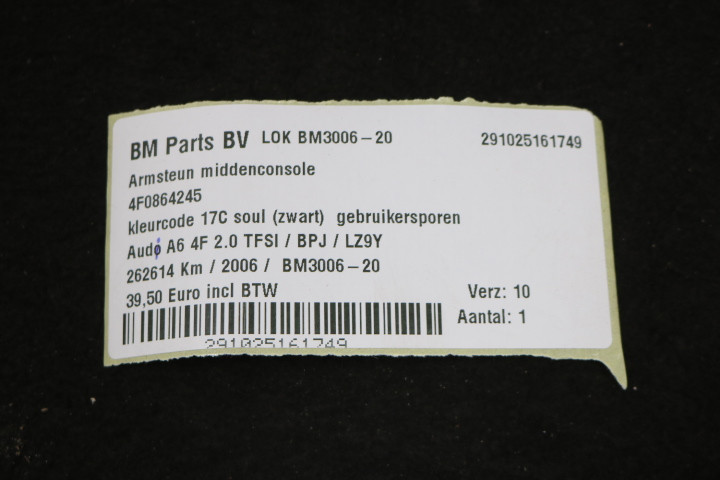 BM Parts BV LOK BM3006-20 291025161749
Armsteun middenconsole
4F0864245
kleurcode 17C soul (zwart) gebruikersporen
Audo A6 4F 2.0 TFSI / BPJ / LZ9Y
262614 Km / 2006 / BM3006-20
39,50 Euro incl BTW Verz: 10
Aantal: 1
291025161749